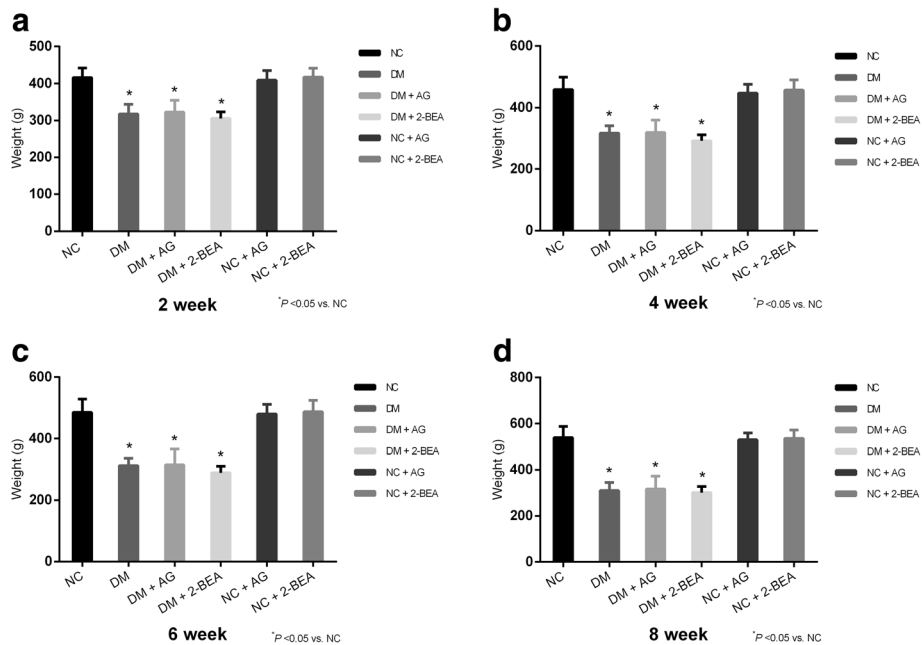 a
Weight (g)
500
400
300
200
100
0
*
*
*
NC
DM
DM + AG
DM + 2-BEA
NC + AG
NC + 2-BEA
NC
DM
DM + AG
DM + 2-BEA
NC + AG
NC + 2-BEA
2 week
*P <0.05 vs. NC
b
Weight (g)
600
400
200
0
*
*
*
NC
DM
DM + AG
DM + 2-BEA
NC + AG
NC + 2-BEA
NC
DM
DM + AG
DM + 2-BEA
NC + AG
NC + 2-BEA
4 week
*P <0.05 vs. NC
c
Weight (g)
600
400
200
0
*
*
*
NC
DM
DM + AG
DM + 2-BEA
NC + AG
NC + 2-BEA
NC
DM
DM + AG
DM + 2-BEA
NC + AG
NC + 2-BEA
6 week
*P <0.05 vs. NC
d
Weight (g)
800
600
400
200
0
*
*
*
NC
DM
DM + AG
DM + 2-BEA
NC + AG
NC + 2-BEA
NC
DM
DM + AG
DM + 2-BEA
NC + AG
NC + 2-BEA
8 week
*P <0.05 vs. NC